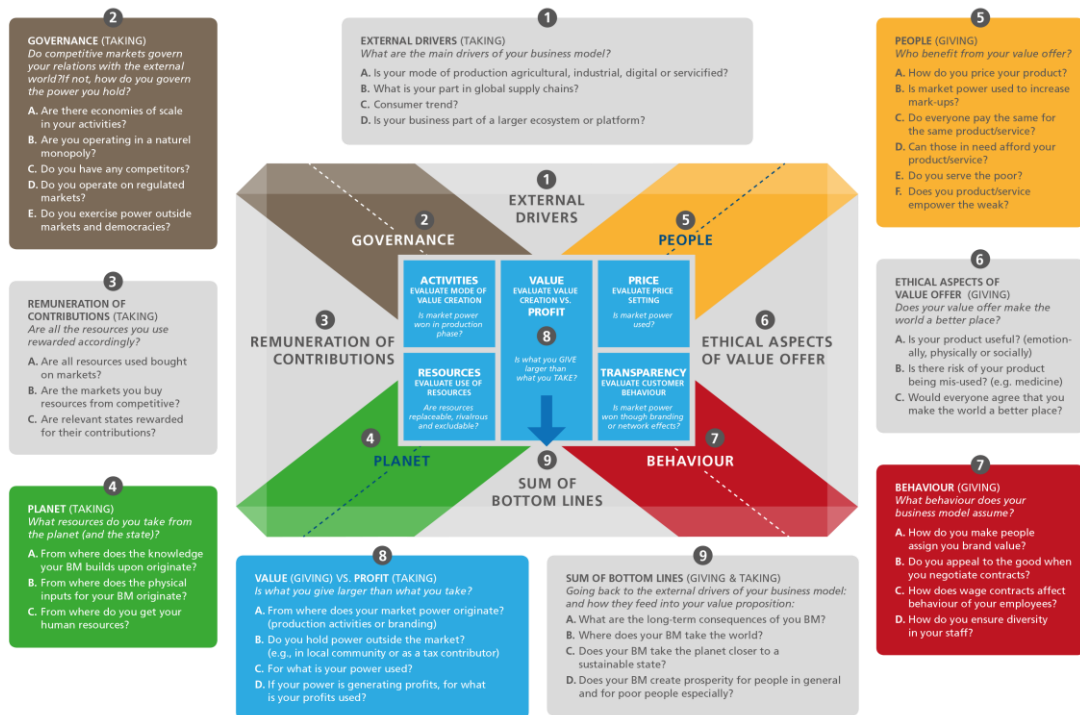 1
EXTERNAL DRIVERS (TAKING)
What are the main drivers of your business model?
A. Is your mode of production agricultural, industrial, digital or servicified?
B. What is your part in global supply chains?
C. Consumer trend?
D. Is your business part of a larger ecosystem or platform?
2
GOVERNANCE (TAKING)
Do competitive markets govern
your relations with the external
world?If not, how do you govern
the power you hold?
A. Are there economies of scale
in your activities?
B. Are you operating in a naturel
monopoly?
C. Do you have any competitors?
D. Do you operate on regulated
markets?
E. Do you exercise power outside
markets and democracies?
3
REMUNERATION OF
CONTRIBUTIONS (TAKING)
Are all the resources you use
rewarded accordingly?
A. Are all resources used bought
on markets?
B. Are the markets you buy
resources from competitive?
C. Are relevant states rewarded
for their contributions?
4
PLANET (TAKING)
What resources do you take from
the planet (and the state)?
A. From where does the knowledge
your BM builds upon originate?
B. From where does the physical
inputs for your BM originate?
C. From where do you get your
human resources?
1
EXTERNAL
DRIVERS
2
GOVERNANCE
5
PEOPLE
3
REMUNERATION
OF CONTRIBUTIONS
ACTIVITIES
EVALUATE MODE OF
VALUE CREATION
Is market power
won in production
phase?
VALUE
EVALUATE VALUE
CREATION VS.
PROFIT
8
Is what you GIVE
larger than
what you TAKE?
PRICE
EVALUATE PRICE
SETTING
Is market power
used?
RESOURCES
EVALUATE USE OF
RESOURCES
Are resources
replaceable, rivalrous
and excludable?
TRANSPARENCY
EVALUATE CUSTOMER
BEHAVIOUR
Is market power
won though branding
or network effects?
6
ETHICAL ASPECTS
OF VALUE OFFER
4
PLANET
9
SUM OF
BOTTOM LINES
7
BEHAVIOUR
5
PEOPLE (GIVING)
Who benefit from your value offer?
A. How do you price your product?
B. Is market power used to increase
mark-ups?
C. Do everyone pay the same for
the same product/service?
D. Can those in need afford your
product/service?
E. Do you serve the poor?
F. Does you product/service
empower the weak?
6
ETHICAL ASPECTS OF
VALUE OFFER (GIVING)
Does your value offer make the
world a better place?
A. Is your product useful? (emotion-
ally, physically or socially)
B. Is there risk of your product
being mis-used? (e.g. medicine)
C. Would everyone agree that you
make the world a better place?
7
BEHAVIOUR (GIVING)
What behaviour does your
business model assume?
A. How do you make people
assign you brand value?
B. Do you appeal to the good when
you negotiate contracts?
C. How does wage contracts affect
behaviour of your employees?
D. How do you ensure diversity
in your staff?
8
VALUE (GIVING) VS. PROFIT (TAKING)
Is what you give larger than what you take?
A. From where does your market power originate?
(production activities or branding)
B. Do you hold power outside the market?
(e.g., in local community or as a tax contributor)
C. For what is your power used?
D. If your power is generating profits, for what
is your profits used?
9
SUM OF BOTTOM LINES (GIVING & TAKING)
Going back to the external drivers of your business model:
and how they feed into your value proposition:
A. What are the long-term consequences of you BM?
B. Where does your BM take the world?
C. Does your BM take the planet closer to a
sustainable state?
D. Does your BM create prosperity for people in general
and for poor people especially?